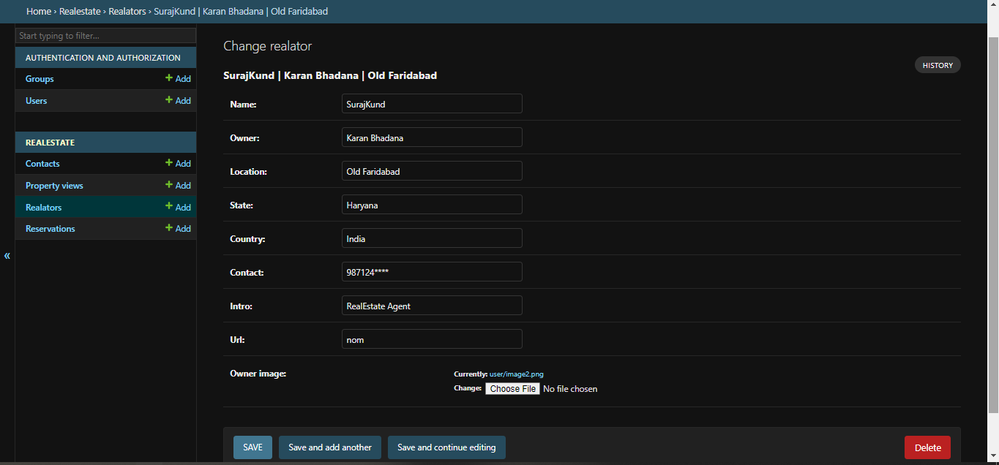 Home › Realestate › Realators › SurajKund | Karan Bhadana | Old Faridabad
Start typing to filter...
AUTHENTICATION AND AUTHORIZATION
Groups + Add
Users + Add
REALESTATE
Contacts + Add
Property views + Add
Realators + Add
Reservations + Add
«
Change realator
HISTORY
SurajKund | Karan Bhadana | Old Faridabad
Name: SurajKund
Owner: Karan Bhadana
Location: Old Faridabad
State: Haryana
Country: India
Contact: 987124****
Intro: RealEstate Agent
Url: nom
Owner image: Currently: user/image2.png
Change: Choose File No file chosen
SAVE Save and add another Save and continue editing Delete